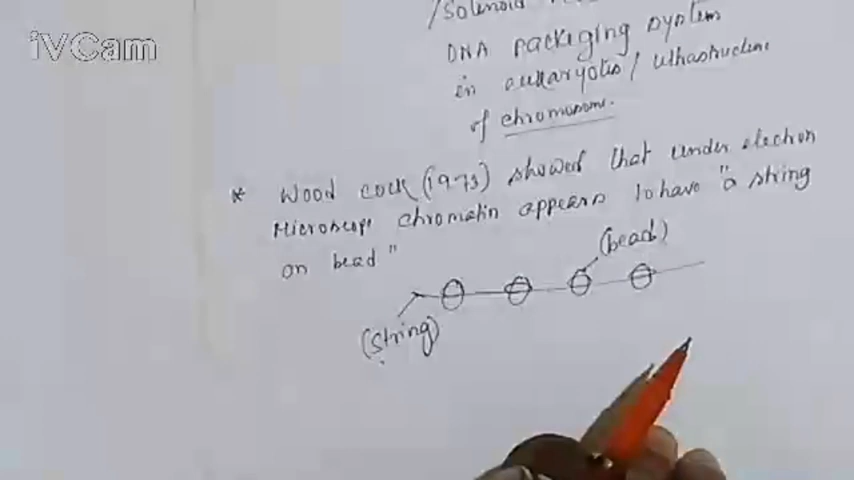 iVCam
/Solenoid
DNA packeging system
in eukaryotes/ Ultrastructure
of chromosome.
* Wood cock (1973) showed that under electron
Microscope chromatin appears to have "a string
on bead"
(bead)
(String)